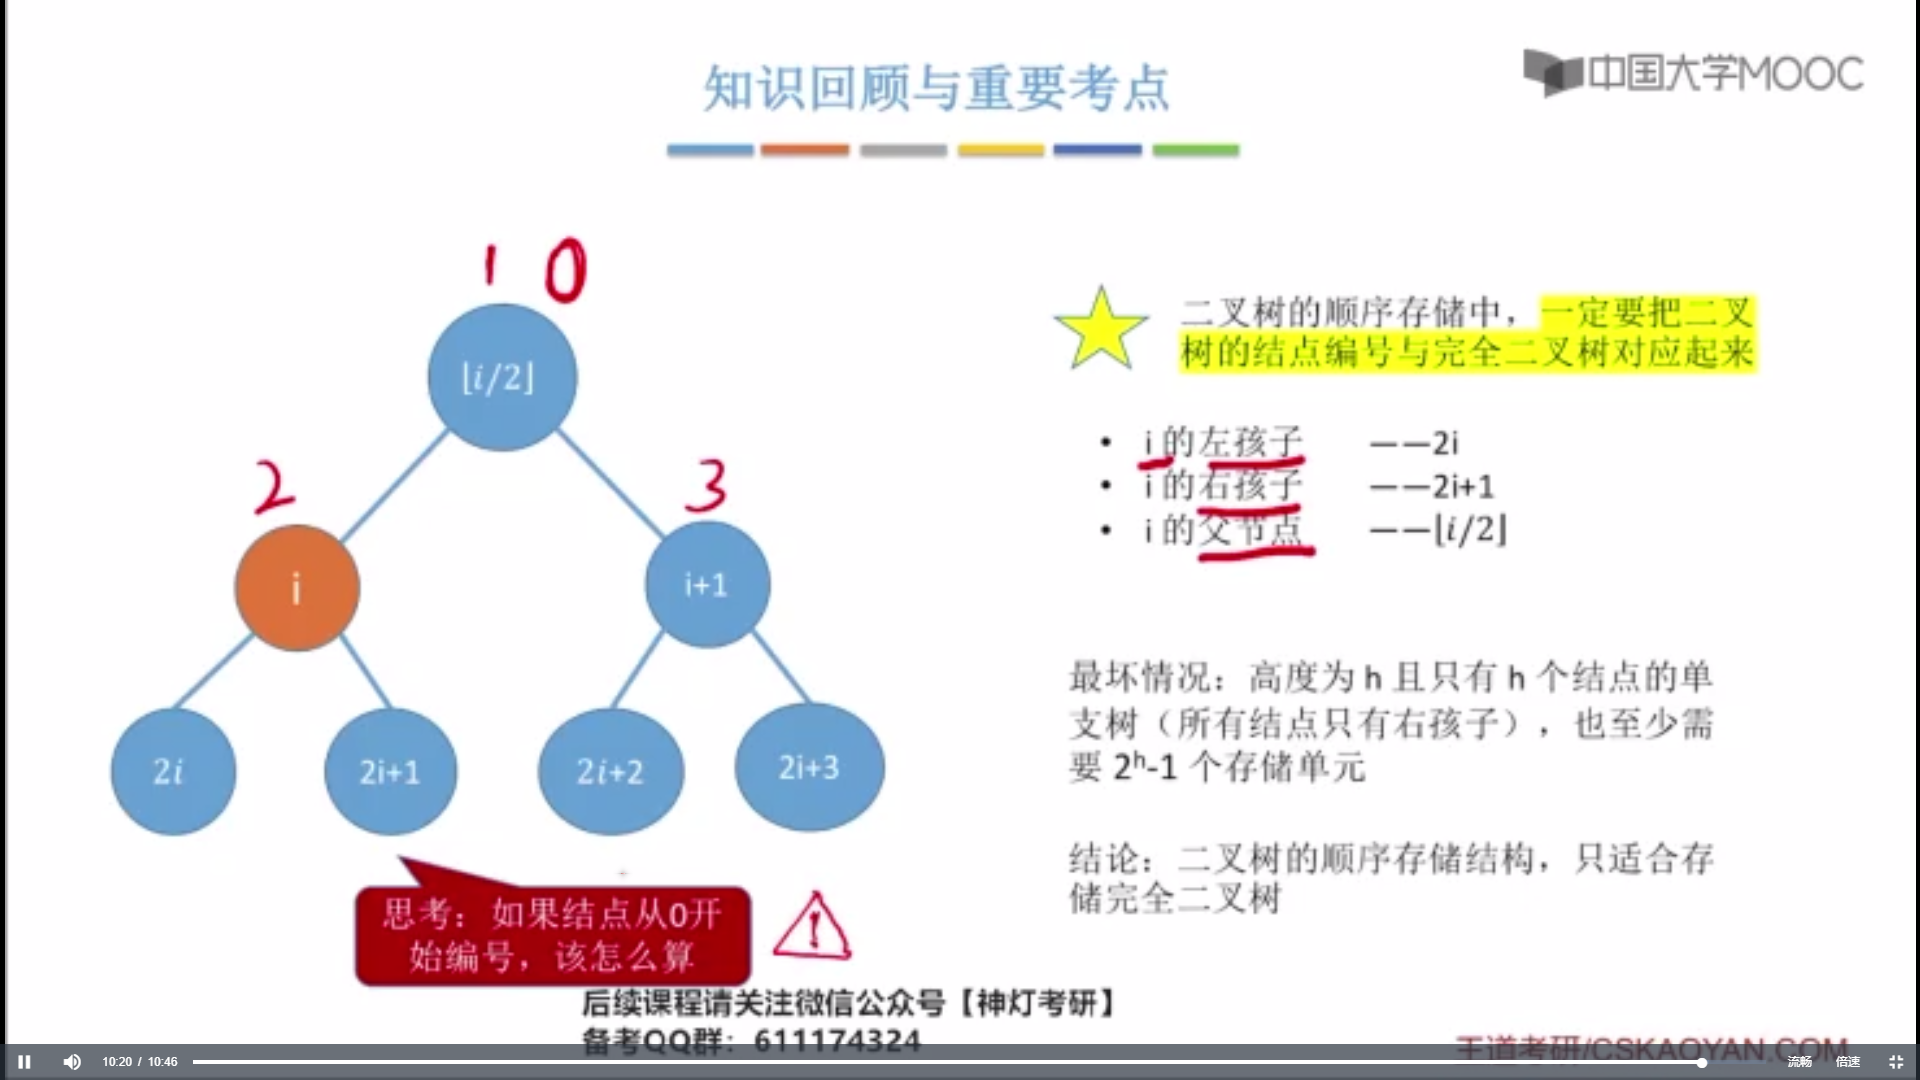 知识回顾与重要考点
中国大学MOOC
1 0
⌊i/2⌋
2
3
i
i+1
2i
2i+1
2i+2
2i+3
思考：如果结点从0开
始编号，该怎么算
!
二叉树的顺序存储中，一定要把二叉
树的结点编号与完全二叉树对应起来
• i 的左孩子 ——2i
• i 的右孩子 ——2i+1
• i 的父节点 ——⌊i/2⌋
最坏情况：高度为 h 且只有 h 个结点的单
支树（所有结点只有右孩子），也至少需
要 2ʰ-1 个存储单元
结论：二叉树的顺序存储结构，只适合存
储完全二叉树
后续课程请关注微信公众号【神灯考研】
备考QQ群：611174324
王道考研/CSKAOYAN.COM
10:20 / 10:46
流畅 倍速